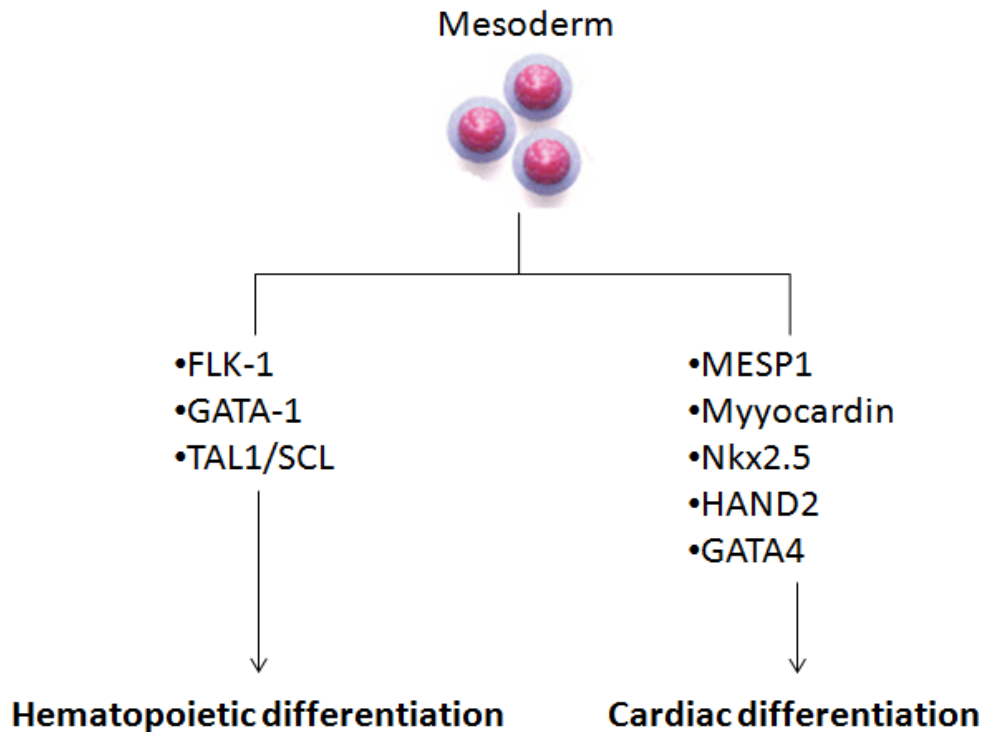 Mesoderm
•FLK-1
•GATA-1
•TAL1/SCL
•MESP1
•Myyocardin
•Nkx2.5
•HAND2
•GATA4
Hematopoietic differentiation
Cardiac differentiation